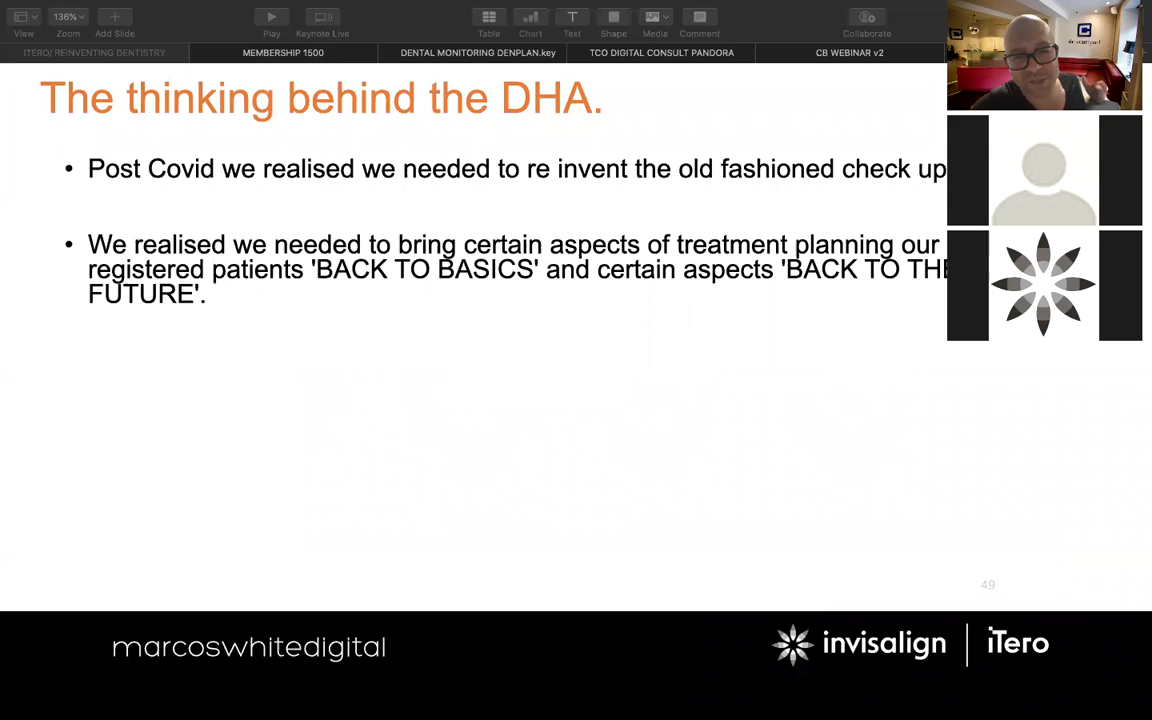 136%
View
Zoom
Add Slide
Play
Keynote Live
Table
Chart
Text
Shape
Media
Comment
Collaborate
ITERO/ REINVENTING DENTISTRY
MEMBERSHIP 1500
DENTAL MONITORING DENPLAN.key
TCO DIGITAL CONSULT PANDORA
CB WEBINAR v2
The thinking behind the DHA.
• Post Covid we realised we needed to re invent the old fashioned check up
• We realised we needed to bring certain aspects of treatment planning our
registered patients 'BACK TO BASICS' and certain aspects 'BACK TO THE
FUTURE'.
49
marcoswhitedigital
invisalign
iTero